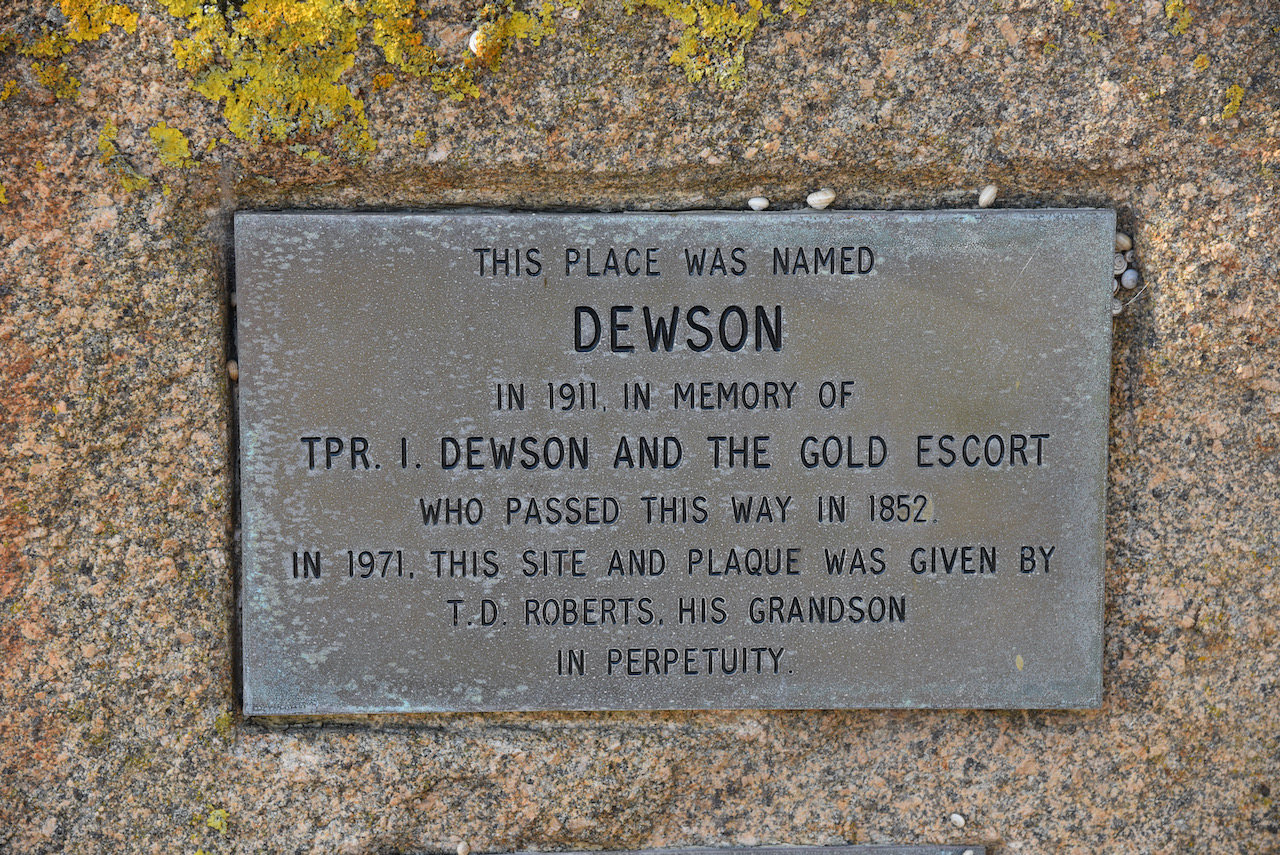 THIS PLACE WAS NAMED
DEWSON
IN 1911, IN MEMORY OF
TPR. I. DEWSON AND THE GOLD ESCORT
WHO PASSED THIS WAY IN 1852.
IN 1971, THIS SITE AND PLAQUE WAS GIVEN BY
T.D. ROBERTS, HIS GRANDSON
IN PERPETUITY.